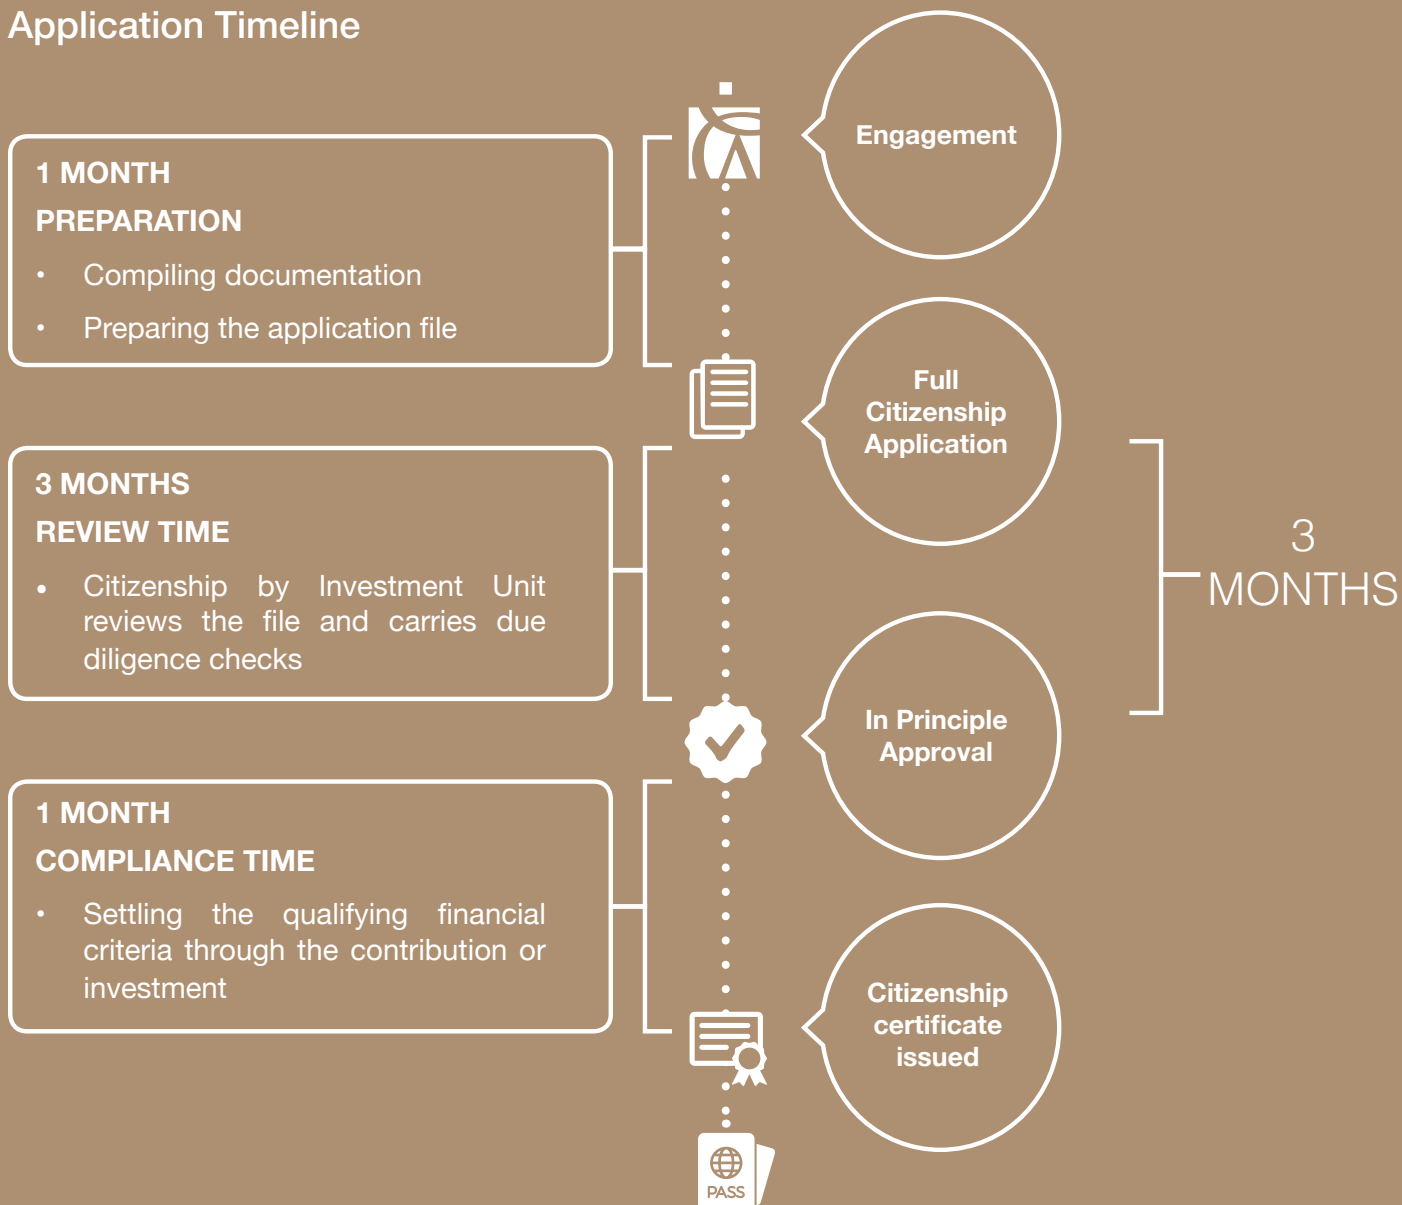 Application Timeline
Engagement
1 MONTH
PREPARATION
• Compiling documentation
• Preparing the application file
Full
Citizenship
Application
3 MONTHS
REVIEW TIME
• Citizenship by Investment Unit
reviews the file and carries due
diligence checks
3
MONTHS
In Principle
Approval
1 MONTH
COMPLIANCE TIME
• Settling the qualifying financial
criteria through the contribution or
investment
Citizenship
certificate
issued
PASS